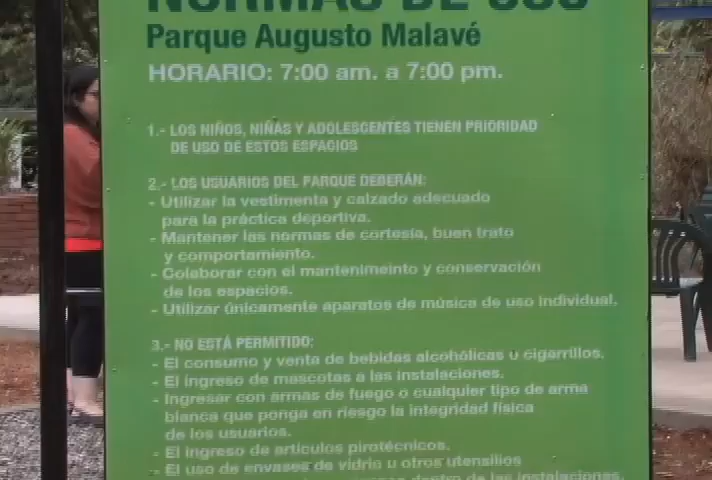 NORMAS DE USO
Parque Augusto Malavé
HORARIO: 7:00 am. a 7:00 pm.
1.- LOS NIÑOS, NIÑAS Y ADOLESCENTES TIENEN PRIORIDAD
DE USO DE ESTOS ESPACIOS
2.- LOS USUARIOS DEL PARQUE DEBERÁN:
- Utilizar la vestimenta y calzado adecuado
para la práctica deportiva.
- Mantener las normas de cortesía, buen trato
y comportamiento.
- Colaborar con el mantenimeinto y conservación
de los espacios.
- Utilizar únicamente aparatos de música de uso individual.
3.- NO ESTÁ PERMITIDO:
- El consumo y venta de bebidas alcohólicas u cigarrillos.
- El ingreso de mascotas a las instalaciones.
- Ingresar con armas de fuego o cualquier tipo de arma
blanca que ponga en riesgo la integridad física
de los usuarios.
- El ingreso de artículos pirotécnicos.
- El uso de envases de vidrio u otros utensilios
dentro de las instalaciones.